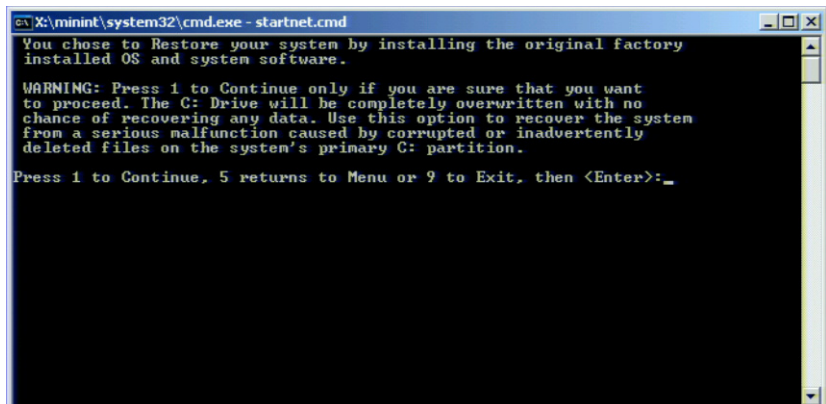 X:\minint\system32\cmd.exe - startnet.cmd
You chose to Restore your system by installing the original factory
installed OS and system software.
WARNING: Press 1 to Continue only if you are sure that you want
to proceed. The C: Drive will be completely overwritten with no
chance of recovering any data. Use this option to recover the system
from a serious malfunction caused by corrupted or inadvertently
deleted files on the system's primary C: partition.
Press 1 to Continue, 5 returns to Menu or 9 to Exit, then <Enter>:_